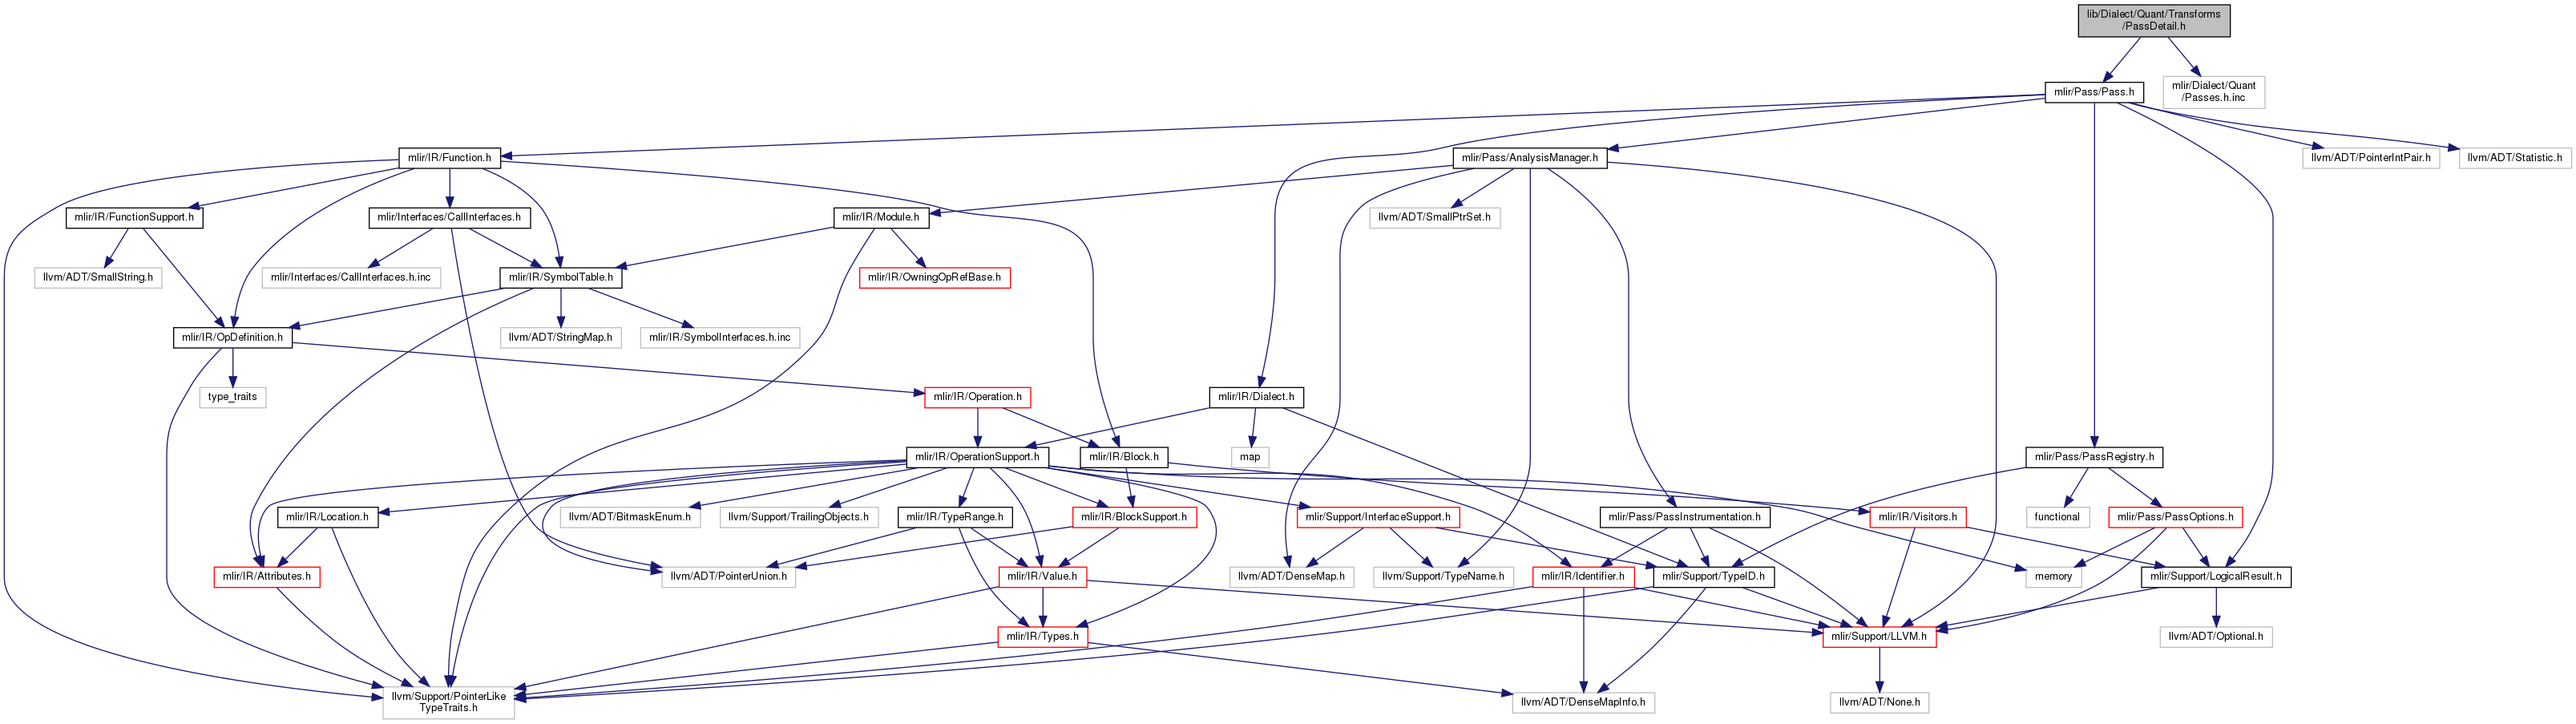 lib/Dialect/Quant/Transforms
/PassDetail.h
mlir/Pass/Pass.h
mlir/Dialect/Quant
/Passes.h.inc
mlir/IR/Function.h
mlir/Pass/AnalysisManager.h
llvm/ADT/PointerIntPair.h
llvm/ADT/Statistic.h
mlir/IR/FunctionSupport.h
mlir/Interfaces/CallInterfaces.h
mlir/IR/Module.h
llvm/ADT/SmallPtrSet.h
llvm/ADT/SmallString.h
mlir/Interfaces/CallInterfaces.h.inc
mlir/IR/SymbolTable.h
mlir/IR/OwningOpRefBase.h
mlir/IR/OpDefinition.h
llvm/ADT/StringMap.h
mlir/IR/SymbolInterfaces.h.inc
type_traits
mlir/IR/Operation.h
mlir/IR/Dialect.h
mlir/IR/OperationSupport.h
mlir/IR/Block.h
map
mlir/Pass/PassRegistry.h
mlir/IR/Location.h
llvm/ADT/BitmaskEnum.h
llvm/Support/TrailingObjects.h
mlir/IR/TypeRange.h
mlir/IR/BlockSupport.h
mlir/Support/InterfaceSupport.h
mlir/Pass/PassInstrumentation.h
mlir/IR/Visitors.h
functional
mlir/Pass/PassOptions.h
mlir/IR/Attributes.h
llvm/ADT/PointerUnion.h
mlir/IR/Value.h
llvm/ADT/DenseMap.h
llvm/Support/TypeName.h
mlir/IR/Identifier.h
mlir/Support/TypeID.h
memory
mlir/Support/LogicalResult.h
mlir/IR/Types.h
mlir/Support/LLVM.h
llvm/ADT/Optional.h
llvm/Support/PointerLike
TypeTraits.h
llvm/ADT/DenseMapInfo.h
llvm/ADT/None.h